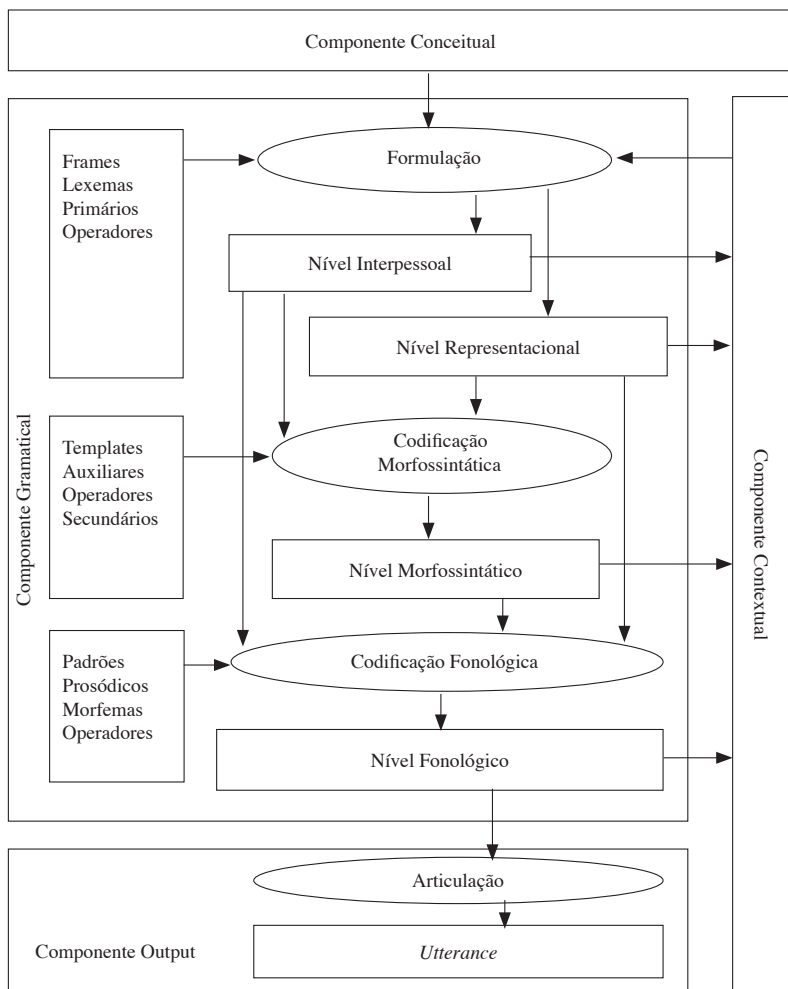 Componente Conceitual
Formulação
Frames
Lexemas
Primários
Operadores
Nível Interpessoal
Nível Representacional
Componente Gramatical
Templates
Auxiliares
Operadores
Secundários
Codificação
Morfossintática
Componente Contextual
Nível Morfossintático
Padrões
Prosódicos
Morfemas
Operadores
Codificação Fonológica
Nível Fonológico
Articulação
Componente Output
Utterance